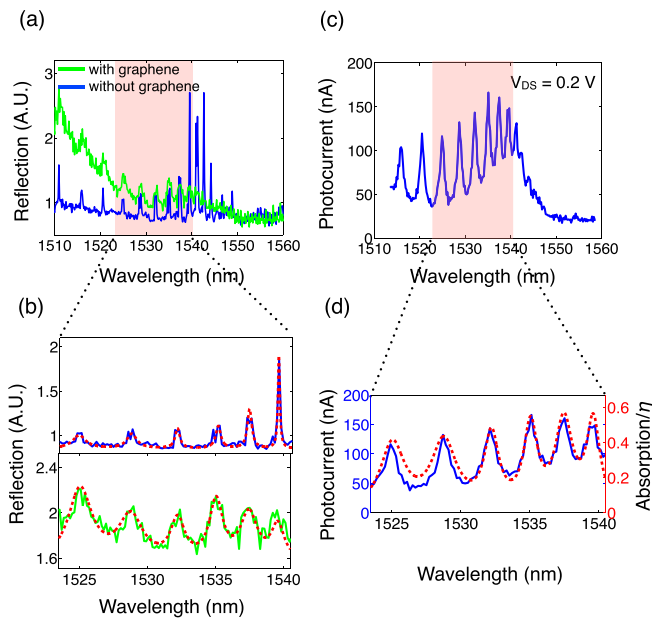 (a)
with graphene
without graphene
Reflection (A.U.)
3
2
1
1510 1520 1530 1540 1550 1560
Wavelength (nm)
(c)
V_DS = 0.2 V
Photocurrent (nA)
200
150
100
50
0
1510 1520 1530 1540 1550 1560
Wavelength (nm)
(b)
Reflection (A.U.)
2
1.5
1
Reflection (A.U.)
2.4
2
1.6
1525 1530 1535 1540
Wavelength (nm)
(d)
Photocurrent (nA)
200
150
100
50
0
Absorption/η
0.6
0.4
0.2
0
1525 1530 1535 1540
Wavelength (nm)